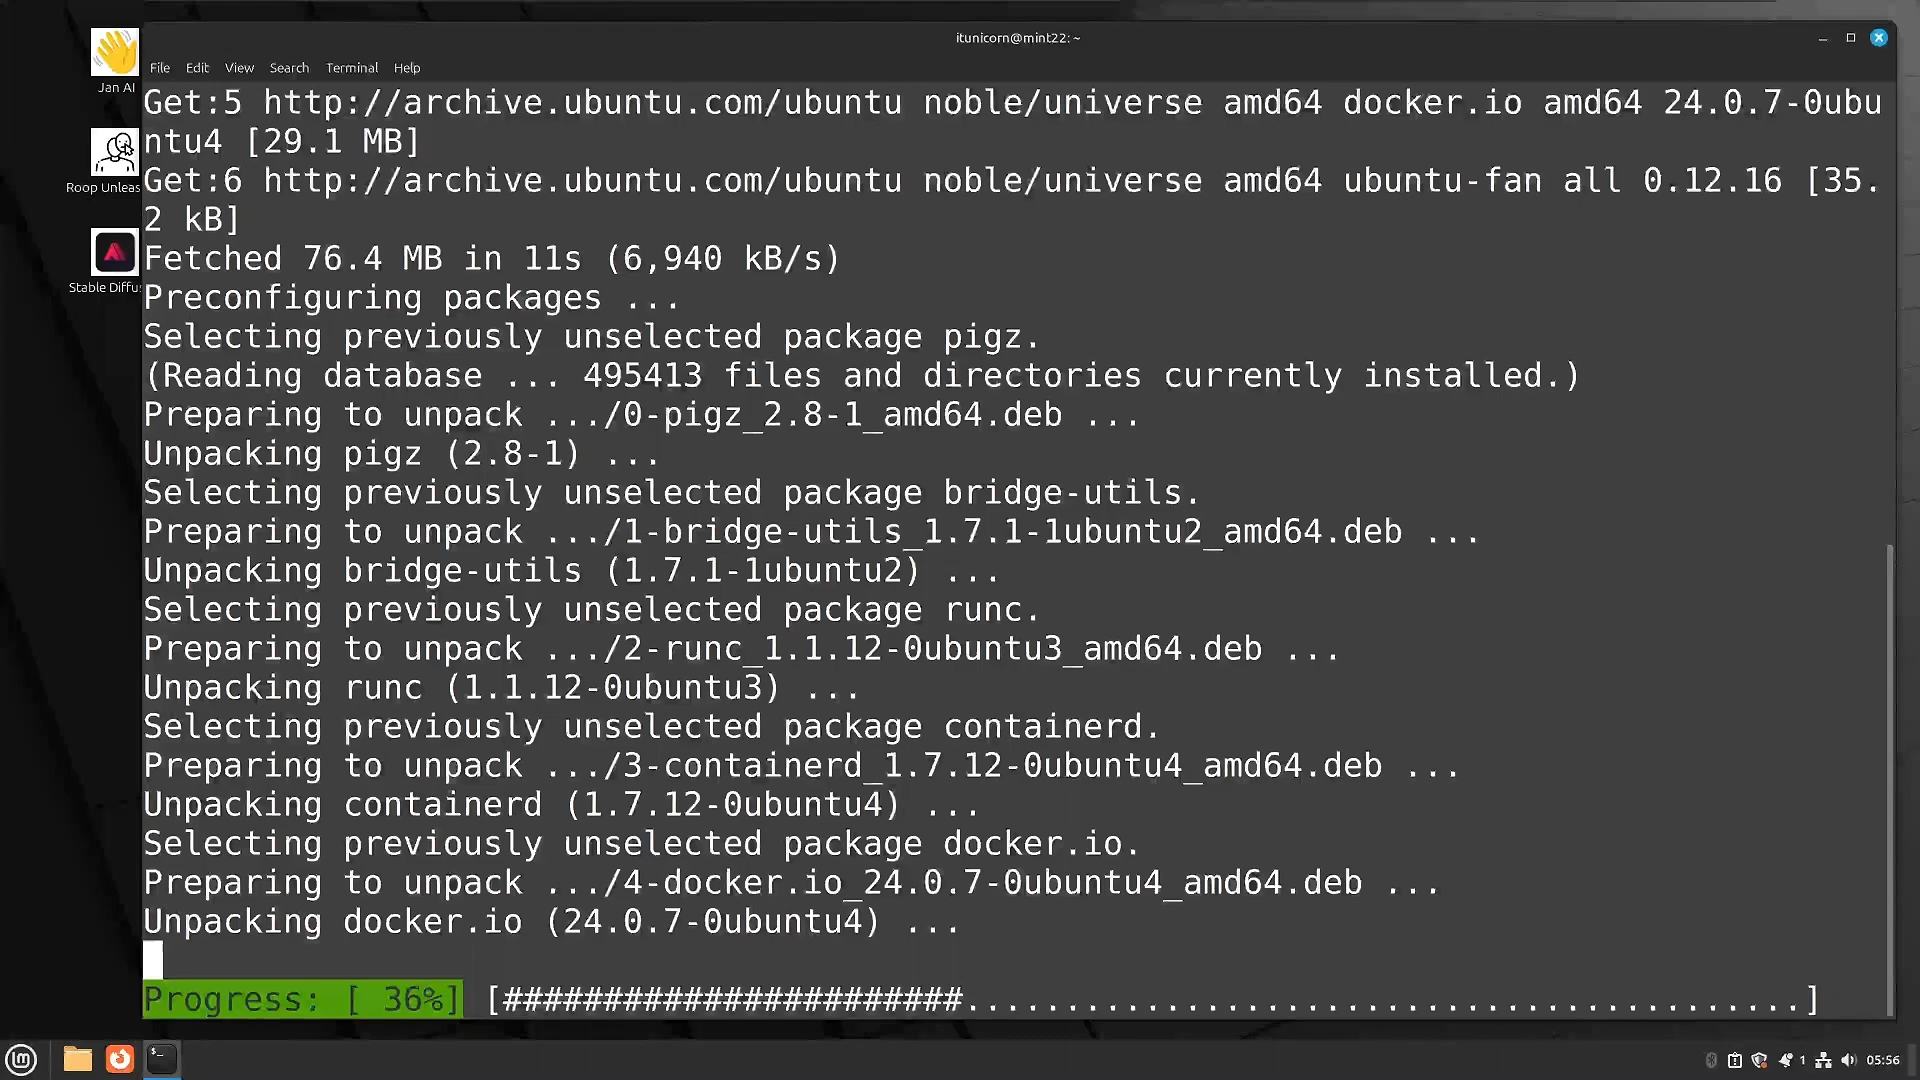 itunicorn@mint22: ~
File Edit View Search Terminal Help
Jan AI
Roop Unleas
Stable Diffu
Get:5 http://archive.ubuntu.com/ubuntu noble/universe amd64 docker.io amd64 24.0.7-0ubu
ntu4 [29.1 MB]
Get:6 http://archive.ubuntu.com/ubuntu noble/universe amd64 ubuntu-fan all 0.12.16 [35.
2 kB]
Fetched 76.4 MB in 11s (6,940 kB/s)
Preconfiguring packages ...
Selecting previously unselected package pigz.
(Reading database ... 495413 files and directories currently installed.)
Preparing to unpack .../0-pigz_2.8-1_amd64.deb ...
Unpacking pigz (2.8-1) ...
Selecting previously unselected package bridge-utils.
Preparing to unpack .../1-bridge-utils_1.7.1-1ubuntu2_amd64.deb ...
Unpacking bridge-utils (1.7.1-1ubuntu2) ...
Selecting previously unselected package runc.
Preparing to unpack .../2-runc_1.1.12-0ubuntu3_amd64.deb ...
Unpacking runc (1.1.12-0ubuntu3) ...
Selecting previously unselected package containerd.
Preparing to unpack .../3-containerd_1.7.12-0ubuntu4_amd64.deb ...
Unpacking containerd (1.7.12-0ubuntu4) ...
Selecting previously unselected package docker.io.
Preparing to unpack .../4-docker.io_24.0.7-0ubuntu4_amd64.deb ...
Unpacking docker.io (24.0.7-0ubuntu4) ...
Progress: [ 36%] [#######################..........................................]
1 05:56